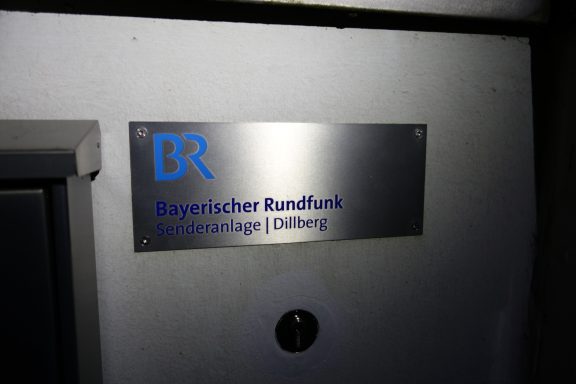 BR
Bayerischer Rundfunk
Senderanlage | Dillberg